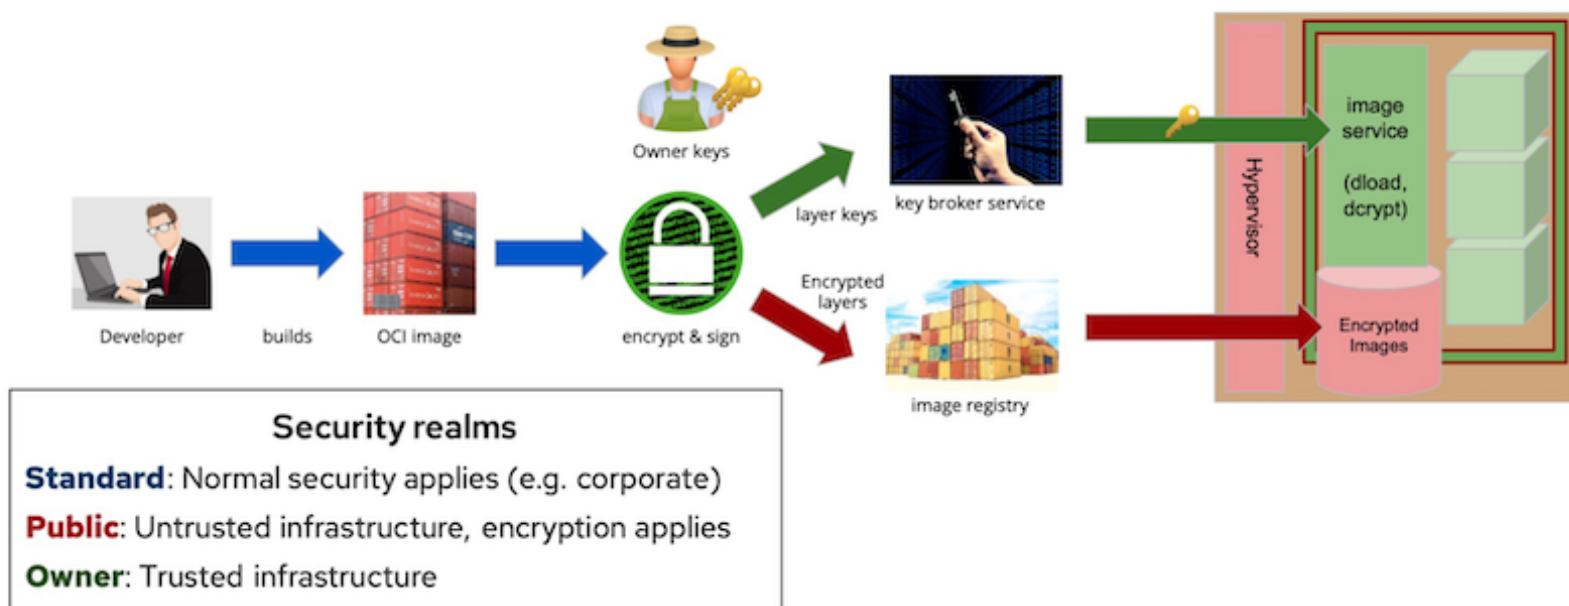 Owner keys
Developer
builds
OCI image
encrypt & sign
layer keys
key broker service
Encrypted
layers
image registry
Hypervisor
image
service
(dload,
dcrypt)
Encrypted
Images
Security realms
Standard: Normal security applies (e.g. corporate)
Public: Untrusted infrastructure, encryption applies
Owner: Trusted infrastructure